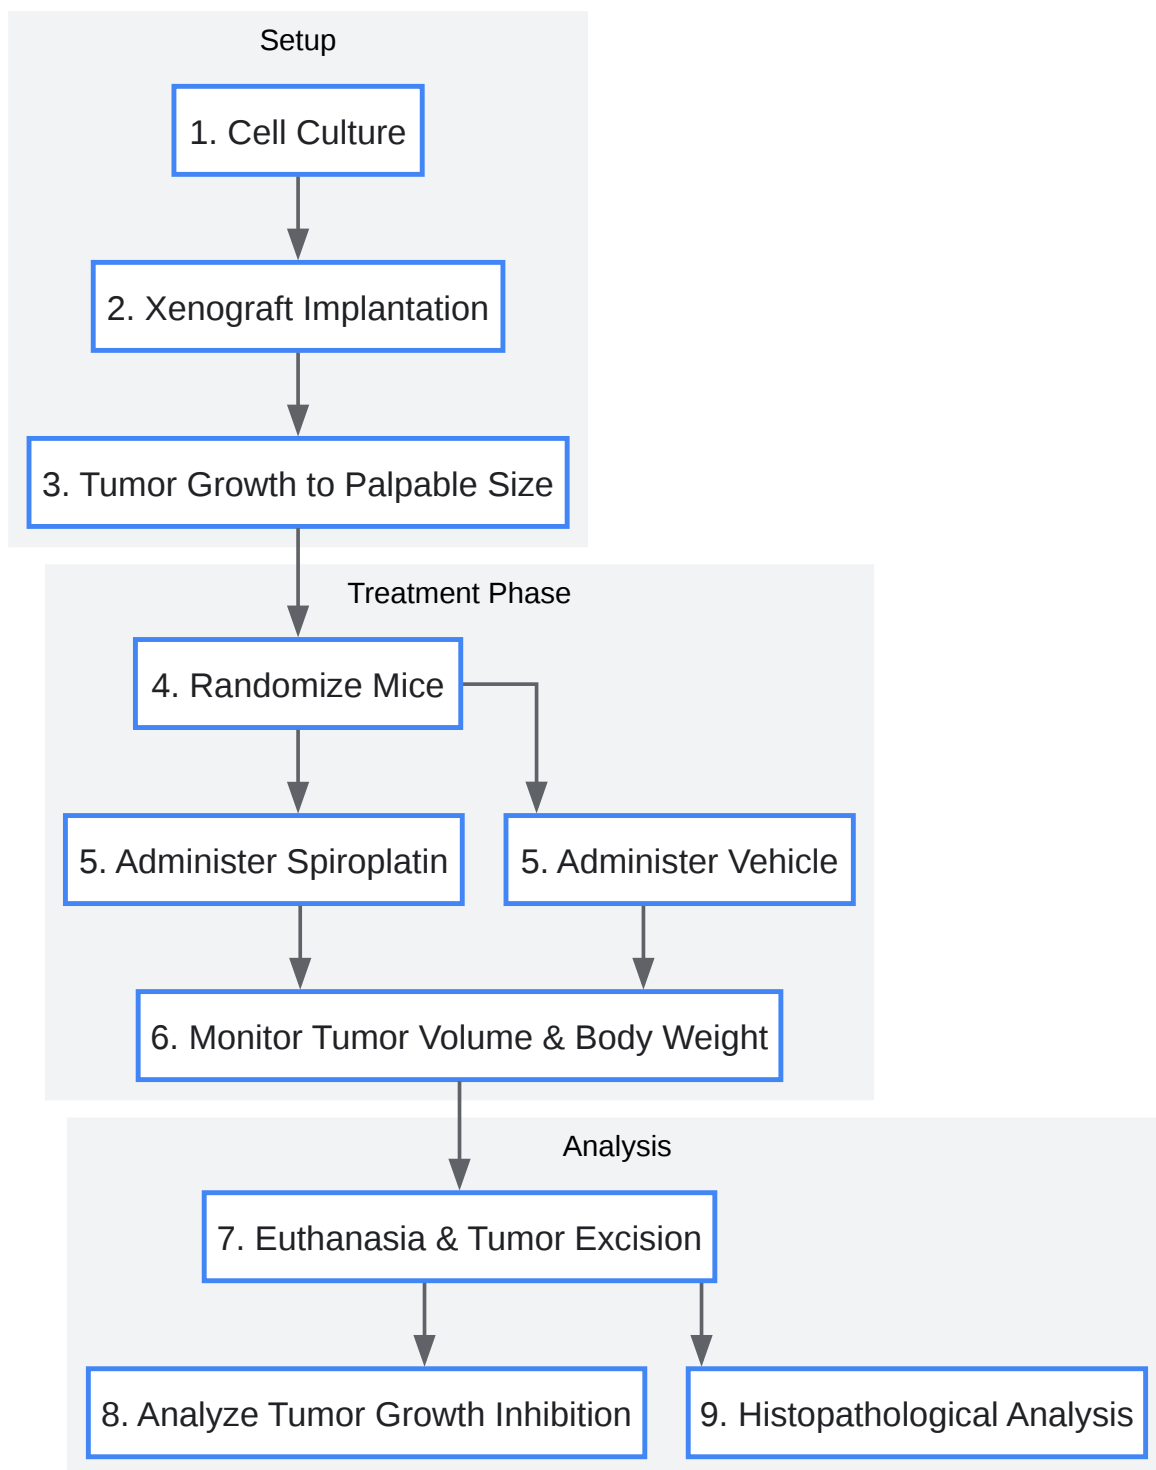 Setup
1. Cell Culture
2. Xenograft Implantation
3. Tumor Growth to Palpable Size
Treatment Phase
4. Randomize Mice
5. Administer Spiroplatin
5. Administer Vehicle
6. Monitor Tumor Volume & Body Weight
Analysis
7. Euthanasia & Tumor Excision
8. Analyze Tumor Growth Inhibition
9. Histopathological Analysis